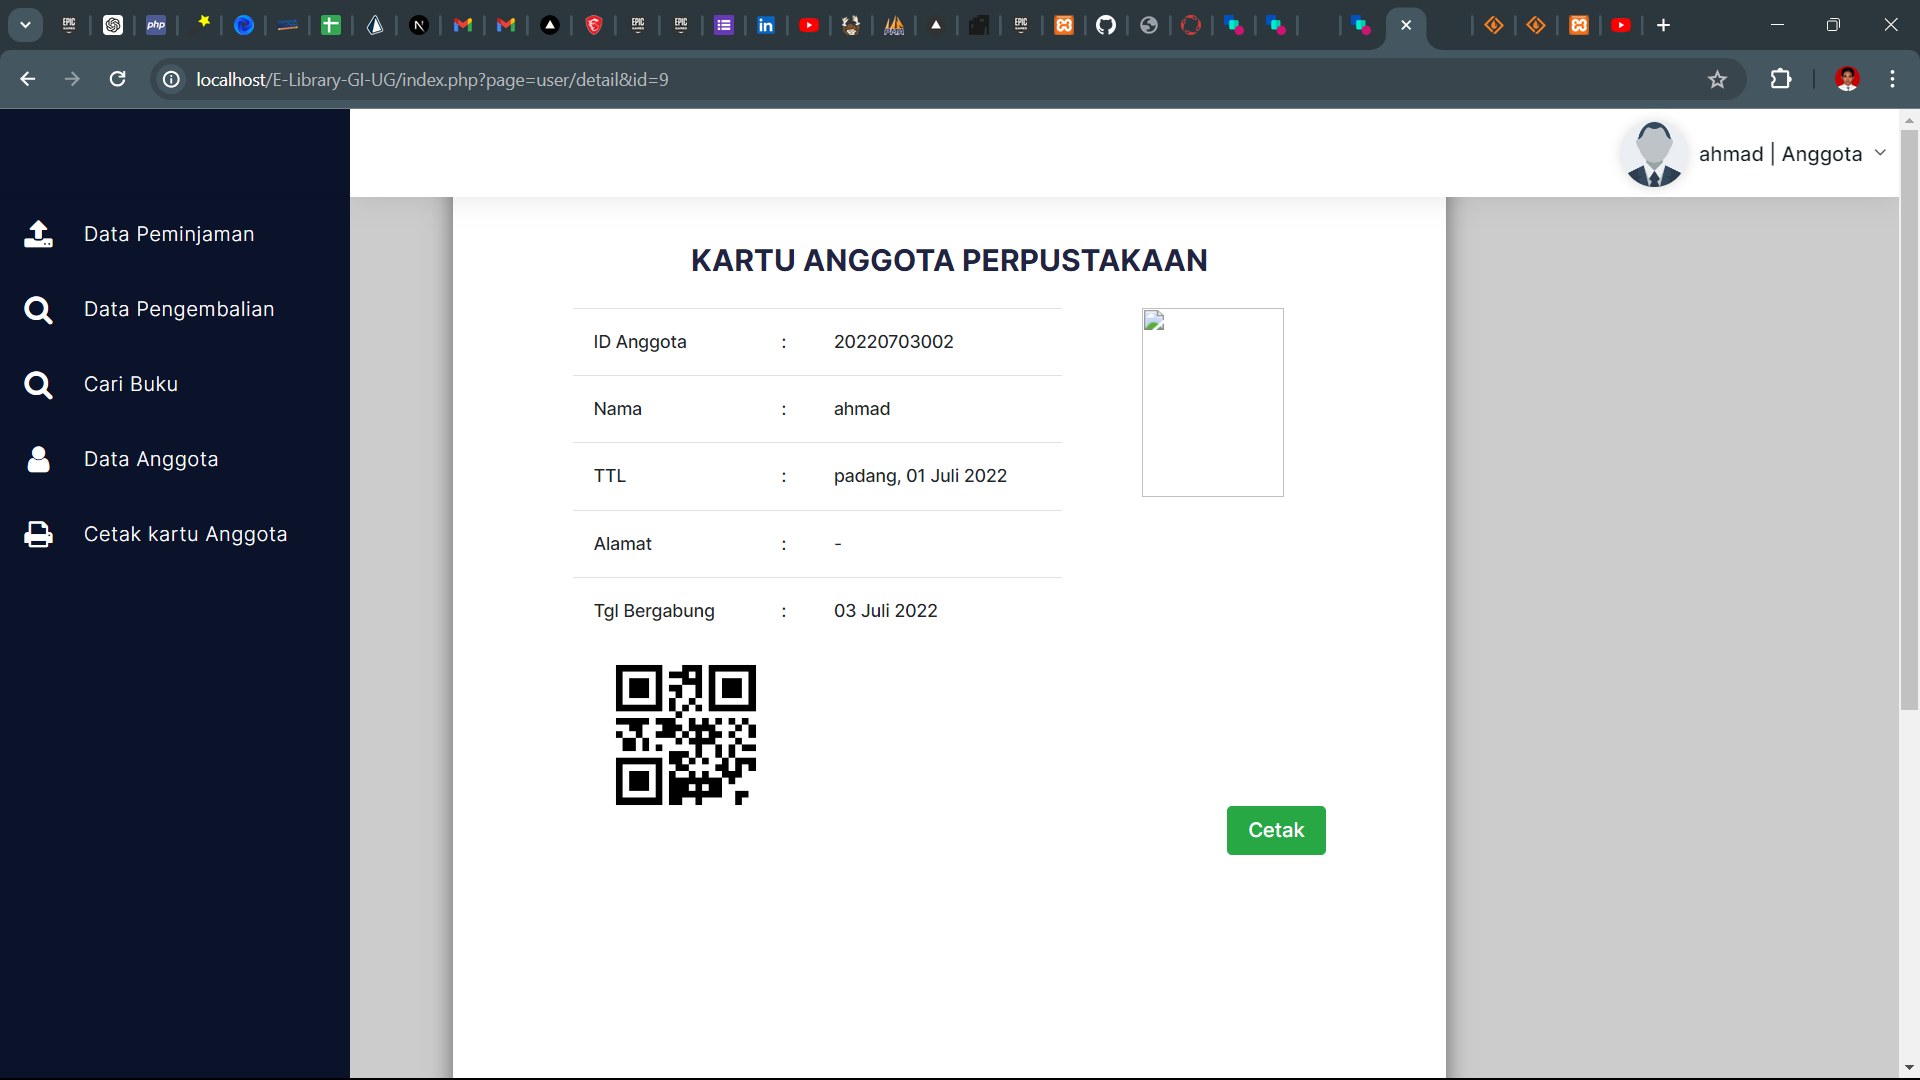 localhost/E-Library-GI-UG/index.php?page=user/detail&id=9
ahmad | Anggota
Data Peminjaman
Data Pengembalian
Cari Buku
Data Anggota
Cetak kartu Anggota
KARTU ANGGOTA PERPUSTAKAAN
ID Anggota : 20220703002
Nama : ahmad
TTL : padang, 01 Juli 2022
Alamat : -
Tgl Bergabung : 03 Juli 2022
Cetak